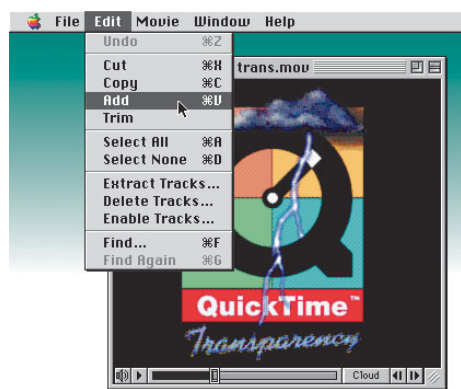 File Edit Movie Window Help
Undo ⌘Z
Cut ⌘X
Copy ⌘C
Add ⌘V
Trim
Select All ⌘A
Select None ⌘D
Extract Tracks...
Delete Tracks...
Enable Tracks...
Find... ⌘F
Find Again ⌘G
trans.mov
QuickTime™
Transparency
Cloud